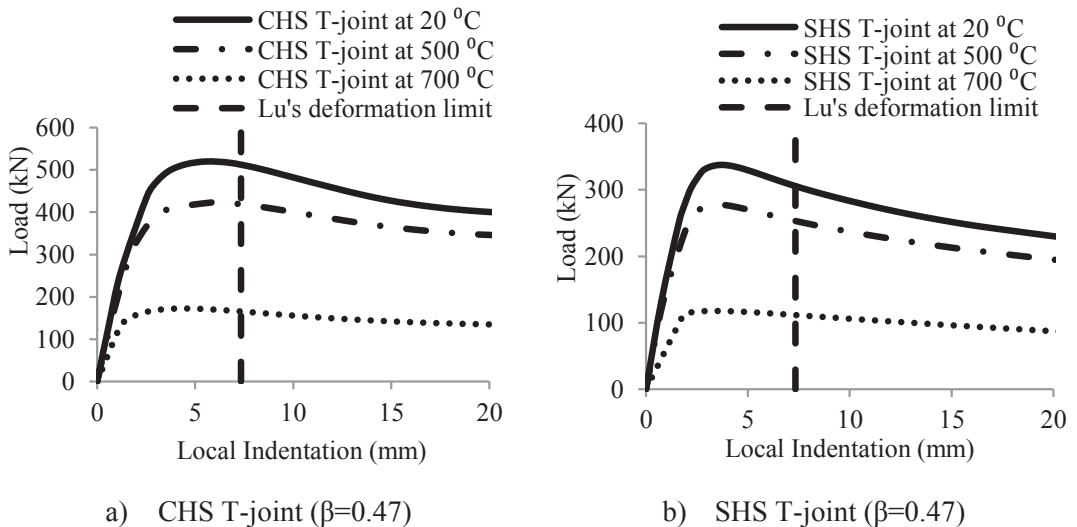 CHS T-joint at 20 ⁰C
CHS T-joint at 500 ⁰C
CHS T-joint at 700 ⁰C
Lu's deformation limit
600
500
400
300
200
100
0
Load (kN)
0 5 10 15 20
Local Indentation (mm)
a) CHS T-joint (β=0.47)
SHS T-joint at 20 ⁰C
SHS T-joint at 500 ⁰C
SHS T-joint at 700 ⁰C
Lu's deformation limit
400
300
200
100
0
Load (kN)
0 5 10 15 20
Local Indentation (mm)
b) SHS T-joint (β=0.47)